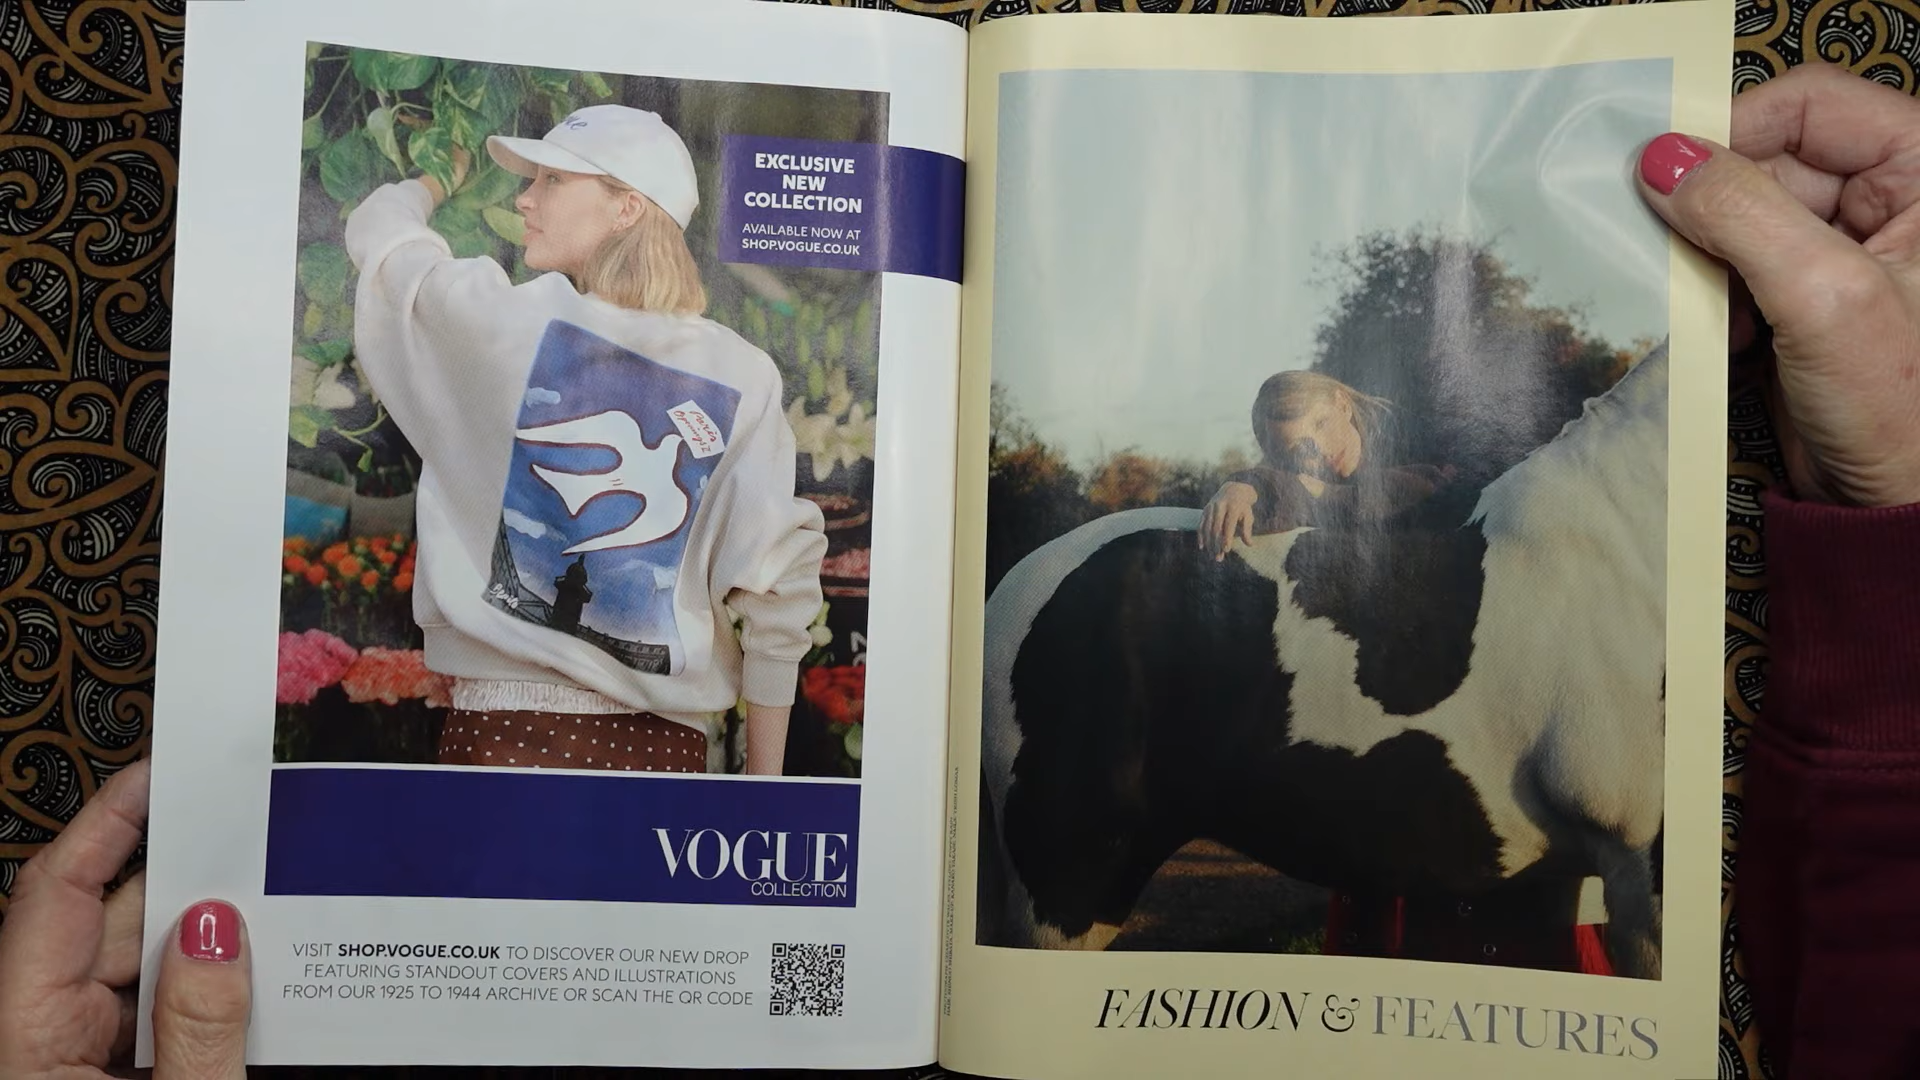 EXCLUSIVE
NEW
COLLECTION
AVAILABLE NOW AT
SHOP.VOGUE.CO.UK
Paris
Openings
VOGUE
COLLECTION
VISIT SHOP.VOGUE.CO.UK TO DISCOVER OUR NEW DROP
FEATURING STANDOUT COVERS AND ILLUSTRATIONS
FROM OUR 1925 TO 1944 ARCHIVE OR SCAN THE QR CODE
FASHION & FEATURES